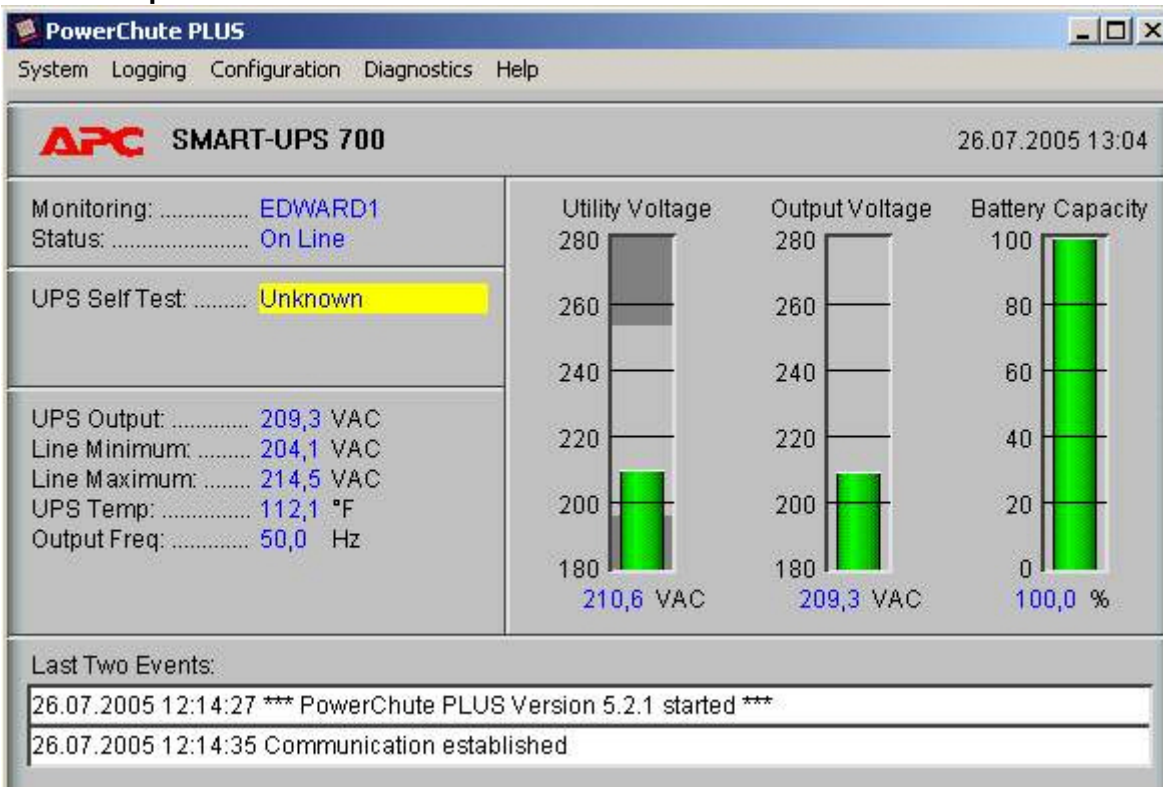 PowerChute PLUS
System Logging Configuration Diagnostics Help
APC SMART-UPS 700 26.07.2005 13:04
Monitoring: .............. EDWARD1
Status: ...................... On Line
UPS Self Test: ......... Unknown
UPS Output: ............. 209,3 VAC
Line Minimum: ......... 204,1 VAC
Line Maximum: ........ 214,5 VAC
UPS Temp: ............... 112,1 °F
Output Freq: ............. 50,0 Hz
Utility Voltage
280
260
240
220
200
180
210,6 VAC
Output Voltage
280
260
240
220
200
180
209,3 VAC
Battery Capacity
100
80
60
40
20
0
100,0 %
Last Two Events:
26.07.2005 12:14:27 *** PowerChute PLUS Version 5.2.1 started ***
26.07.2005 12:14:35 Communication established